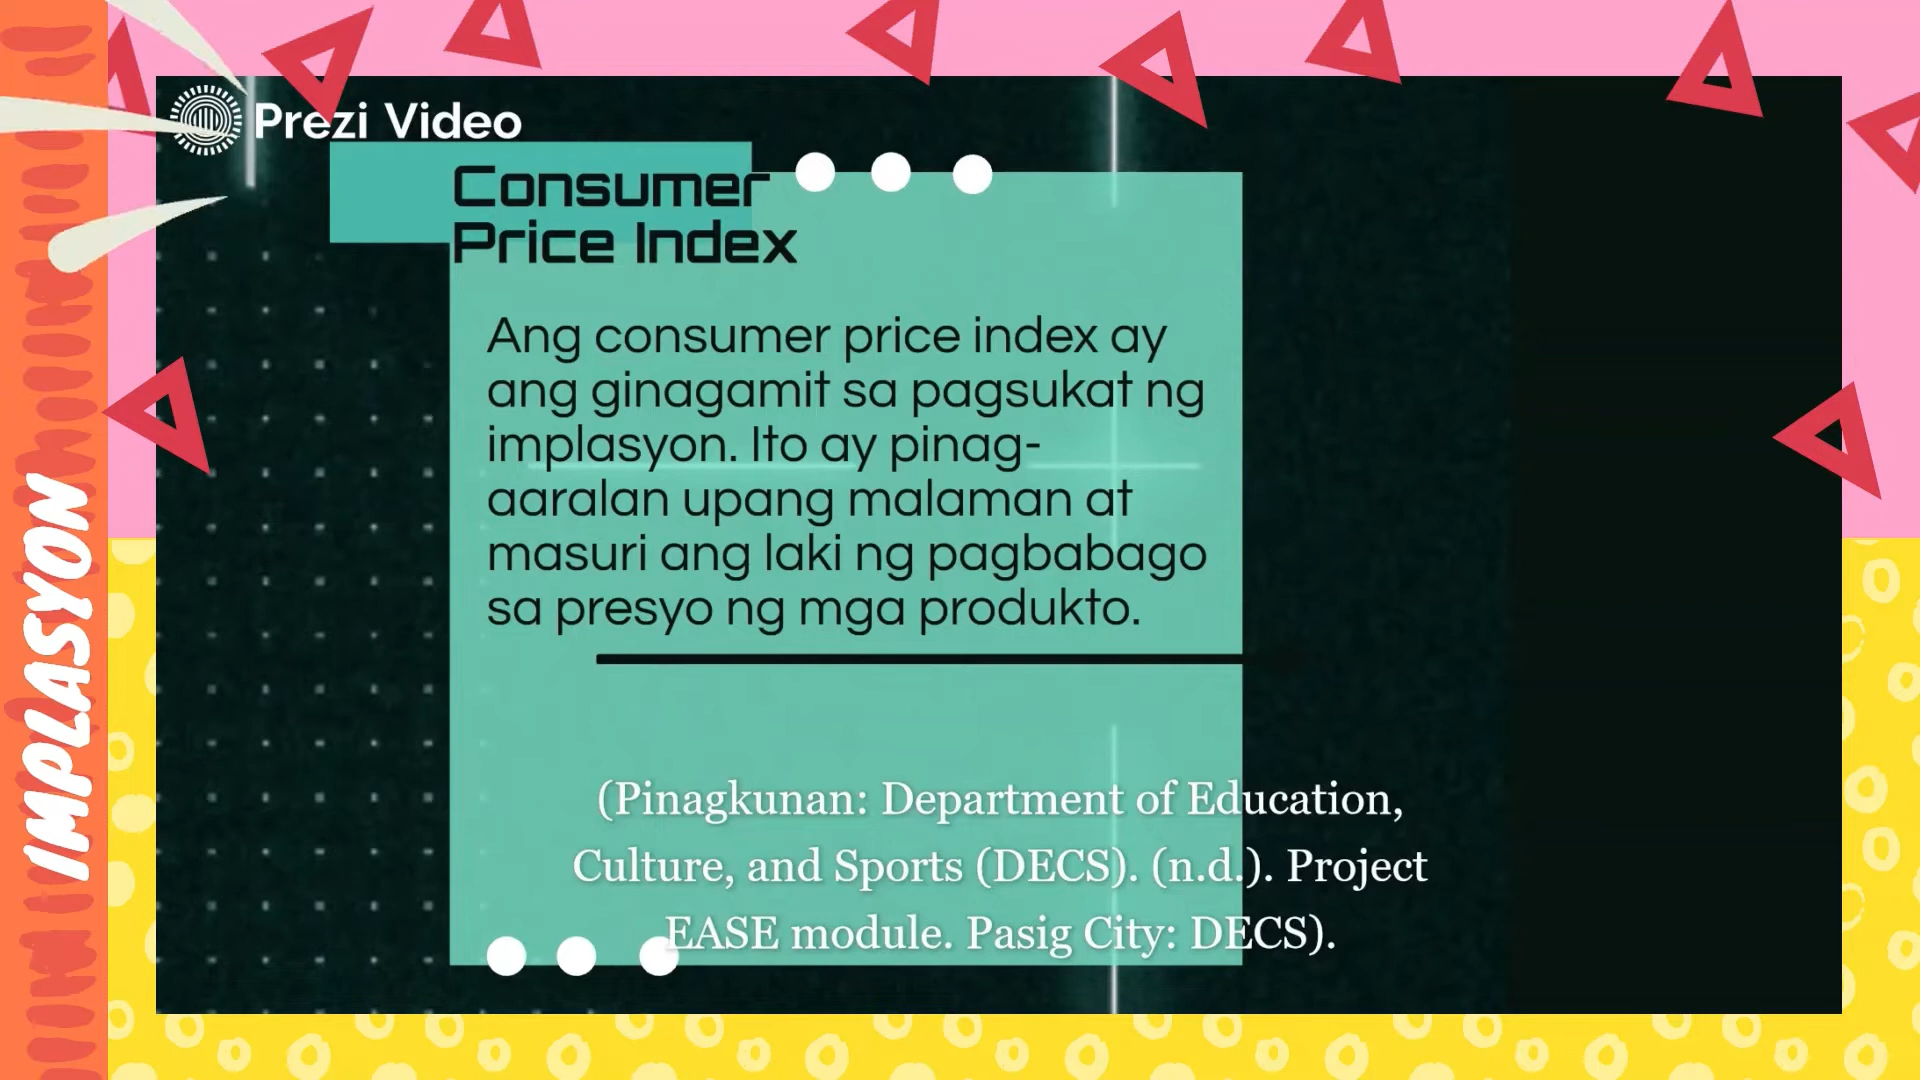 Prezi Video
Consumer
Price Index
Ang consumer price index ay
ang ginagamit sa pagsukat ng
implasyon. Ito ay pinag-
aaralan upang malaman at
masuri ang laki ng pagbabago
sa presyo ng mga produkto.
(Pinagkunan: Department of Education,
Culture, and Sports (DECS). (n.d.). Project
EASE module. Pasig City: DECS).
IMPLASYON